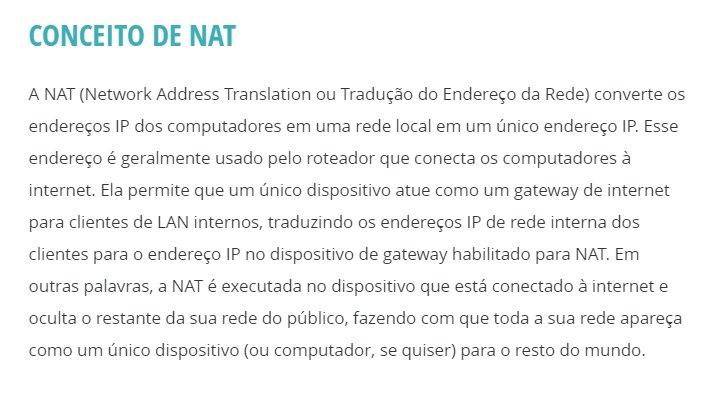 CONCEITO DE NAT
A NAT (Network Address Translation ou Tradução do Endereço da Rede) converte os
endereços IP dos computadores em uma rede local em um único endereço IP. Esse
endereço é geralmente usado pelo roteador que conecta os computadores à
internet. Ela permite que um único dispositivo atue como um gateway de internet
para clientes de LAN internos, traduzindo os endereços IP de rede interna dos
clientes para o endereço IP no dispositivo de gateway habilitado para NAT. Em
outras palavras, a NAT é executada no dispositivo que está conectado à internet e
oculta o restante da sua rede do público, fazendo com que toda a sua rede apareça
como um único dispositivo (ou computador, se quiser) para o resto do mundo.